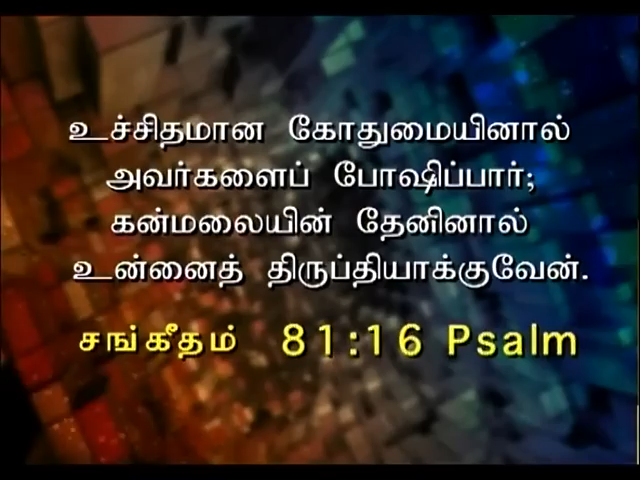 உச்சிதமான கோதுமையினால்
அவர்களைப் போஷிப்பார்;
கன்மலையின் தேனினால்
உன்னைத் திருப்தியாக்குவேன்.
சங்கீதம் 81:16 Psalm